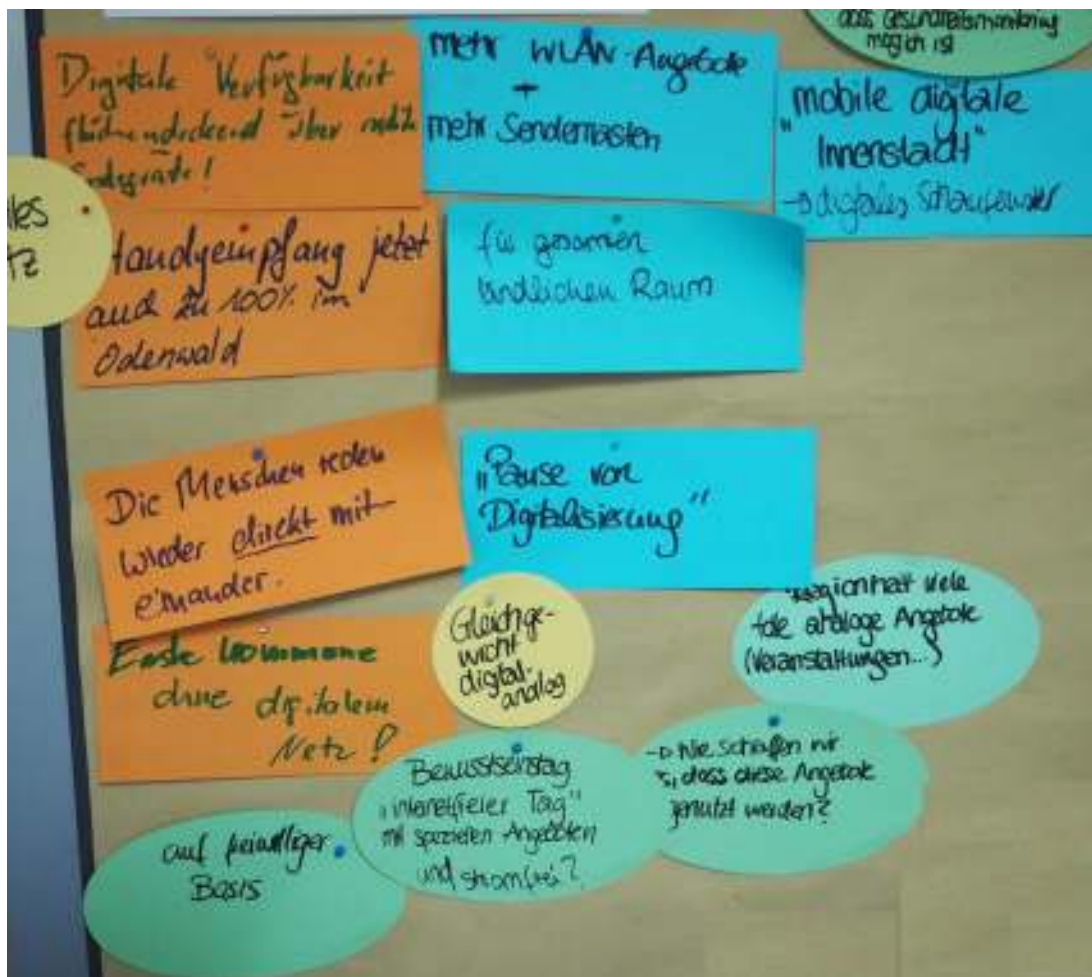 dass Gesundheitsmonitoring
möglich ist
Digitale Verfügbarkeit
flächendeckend über
Endgeräte!
mehr WLAN-Angebote
+
mehr Sendemasten
"mobile digitale
Innenstadt"
→ digitales Schaufenster
Handyempfang jetzt
auch zu 100% im
Odenwald
für gesamten
ländlichen Raum
Die Menschen reden
wieder direkt mit-
einander.
"Pause von
Digitalisierung"
Erste Kommune
ohne digitalem
Netz!
Gleichge-
wicht
digital-
analog
Region hat viele
tolle analoge Angebote
(Veranstaltungen...)
→ Wie schaffen wir
es, dass diese Angebote
genutzt werden?
Bewusstseinstag
"internetfreier Tag"
mit speziellen Angeboten
und stromfrei?
auf freiwilliger
Basis